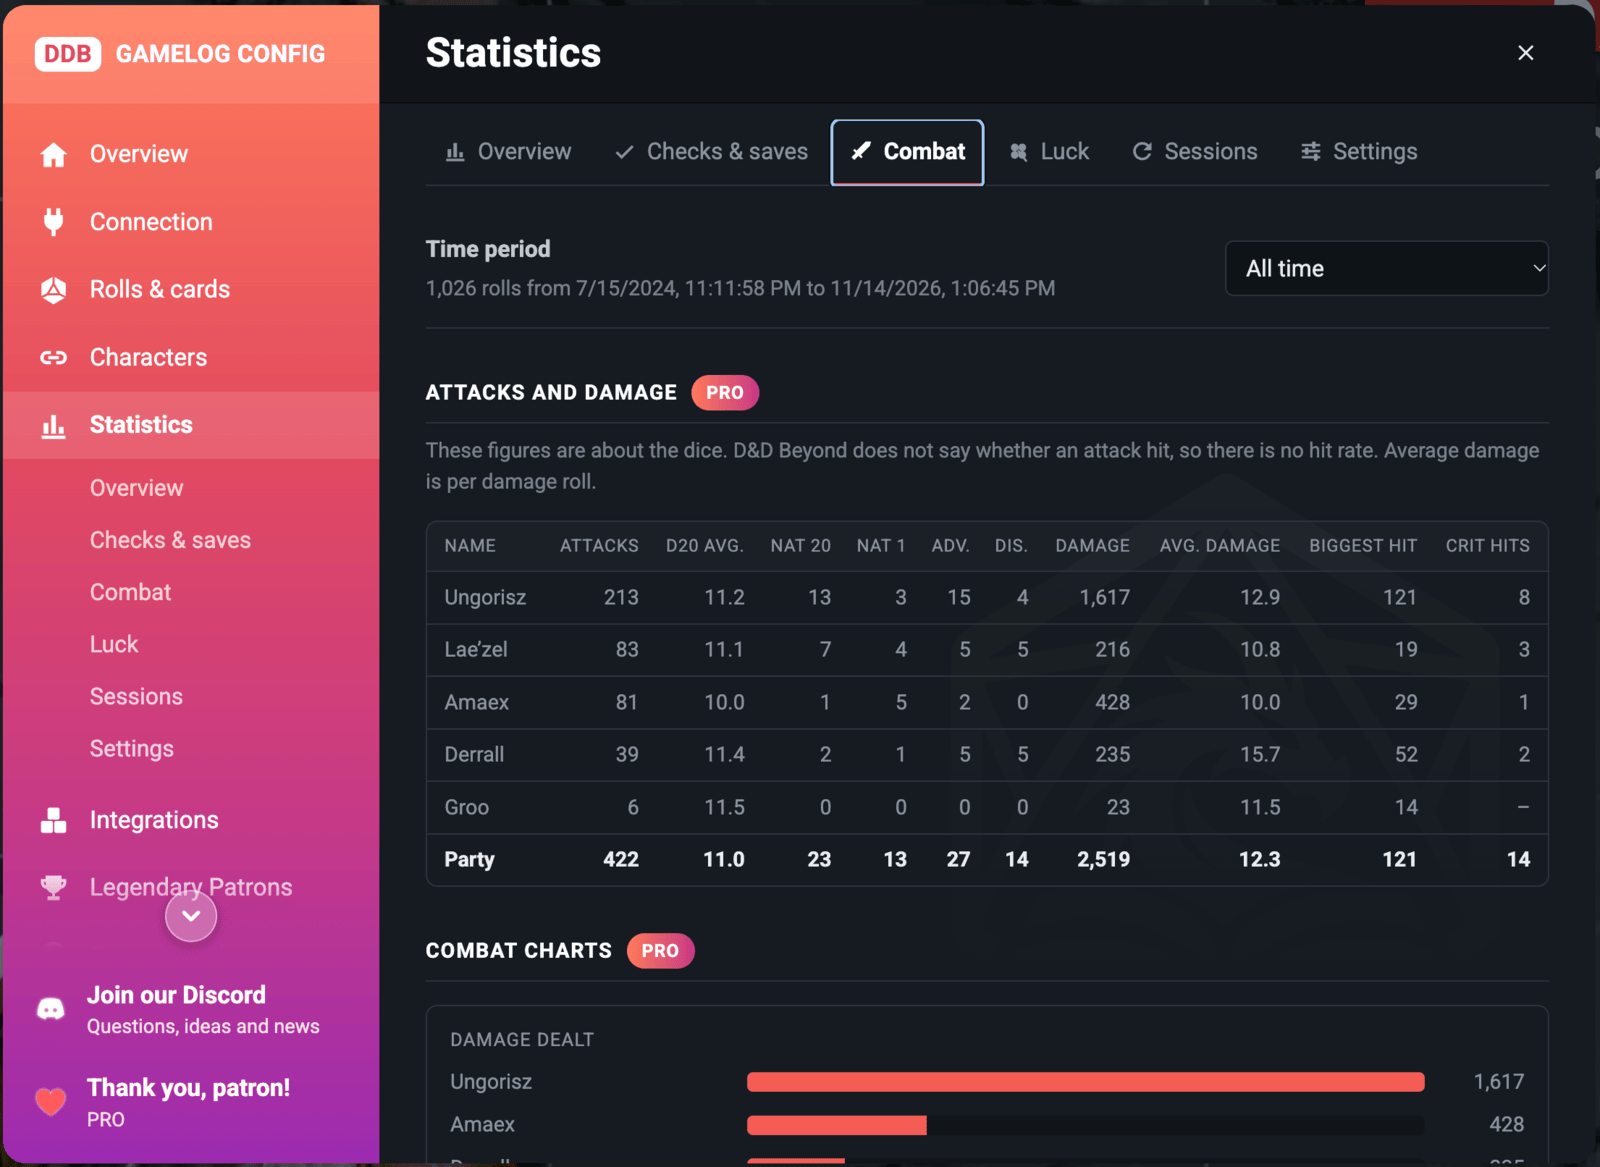 DDB GAMELOG CONFIG
Overview
Connection
Rolls & cards
Characters
Statistics
Overview
Checks & saves
Combat
Luck
Sessions
Settings
Integrations
Legendary Patrons
Join our Discord
Questions, ideas and news
Thank you, patron!
PRO
Statistics
Overview Checks & saves Combat Luck Sessions Settings
Time period
1,026 rolls from 7/15/2024, 11:11:58 PM to 11/14/2026, 1:06:45 PM
All time
ATTACKS AND DAMAGE PRO
These figures are about the dice. D&D Beyond does not say whether an attack hit, so there is no hit rate. Average damage
is per damage roll.
NAME ATTACKS D20 AVG. NAT 20 NAT 1 ADV. DIS. DAMAGE AVG. DAMAGE BIGGEST HIT CRIT HITS
Ungorisz 213 11.2 13 3 15 4 1,617 12.9 121 8
Lae’zel 83 11.1 7 4 5 5 216 10.8 19 3
Amaex 81 10.0 1 5 2 0 428 10.0 29 1
Derrall 39 11.4 2 1 5 5 235 15.7 52 2
Groo 6 11.5 0 0 0 0 23 11.5 14 –
Party 422 11.0 23 13 27 14 2,519 12.3 121 14
COMBAT CHARTS PRO
DAMAGE DEALT
Ungorisz 1,617
Amaex 428